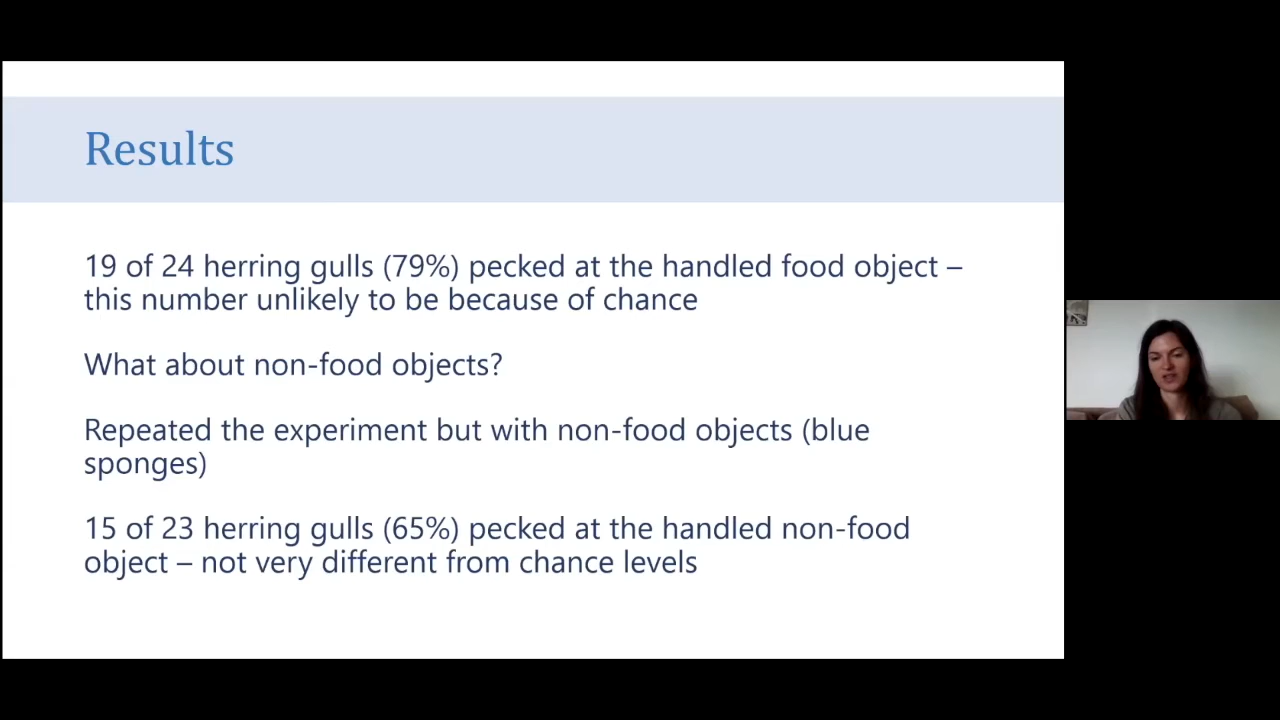 Results
19 of 24 herring gulls (79%) pecked at the handled food object –
this number unlikely to be because of chance
What about non-food objects?
Repeated the experiment but with non-food objects (blue
sponges)
15 of 23 herring gulls (65%) pecked at the handled non-food
object – not very different from chance levels